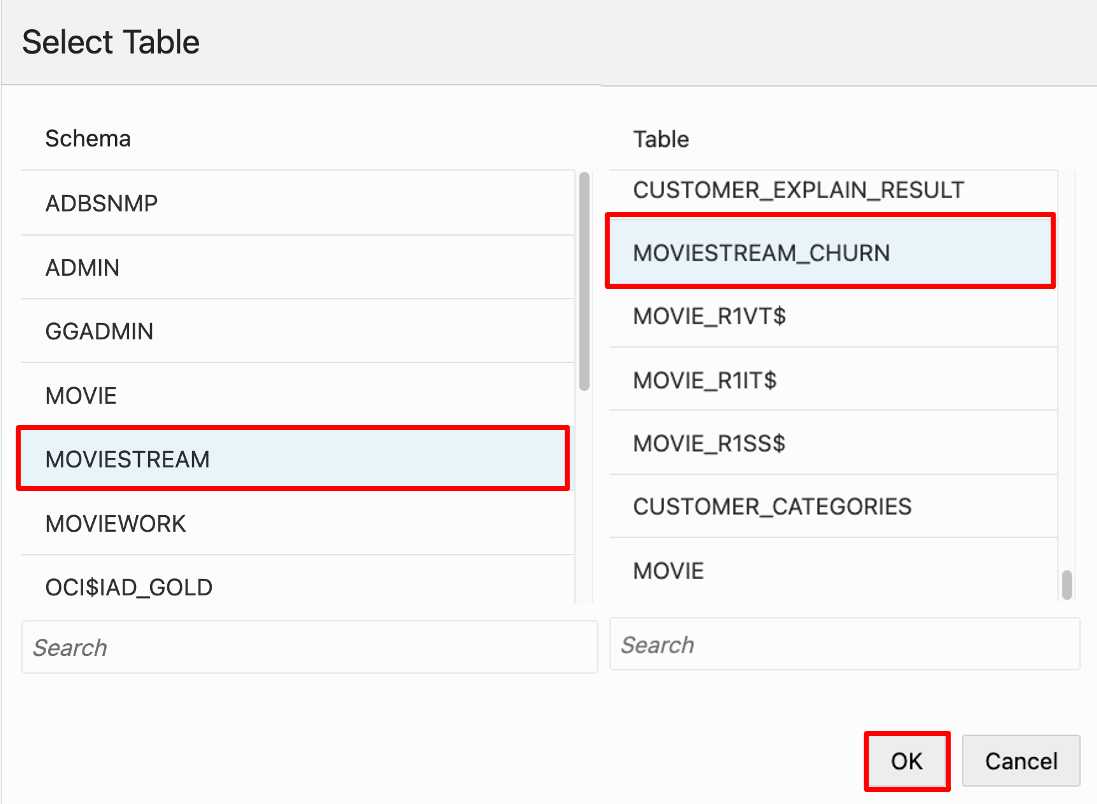 Select Table
Schema
ADBSNMP
ADMIN
GGADMIN
MOVIE
MOVIESTREAM
MOVIEWORK
OCI$IAD_GOLD
Search
Table
CUSTOMER_EXPLAIN_RESULT
MOVIESTREAM_CHURN
MOVIE_R1VT$
MOVIE_R1IT$
MOVIE_R1SS$
CUSTOMER_CATEGORIES
MOVIE
Search
OK
Cancel